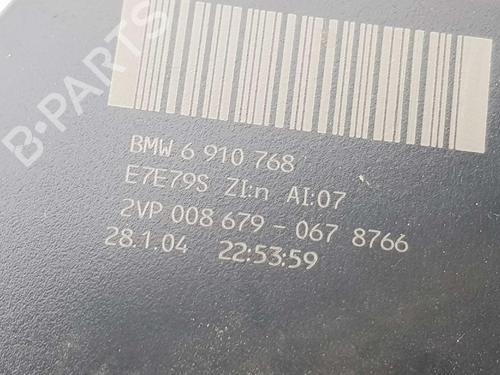 B-PARTS
BMW 6 910 768
E7E79S ZI:n AI:07
2VP 008 679 - 067 8766
28.1.04 22:53:59